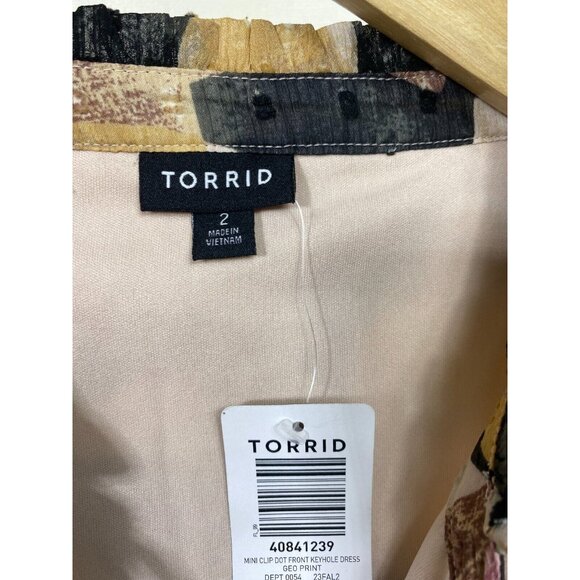 TORRID
2
MADE IN
VIETNAM
TORRID
40841239
MINI CLIP DOT FRONT KEYHOLE DRESS
GEO PRINT
DEPT 0054 23FAL2